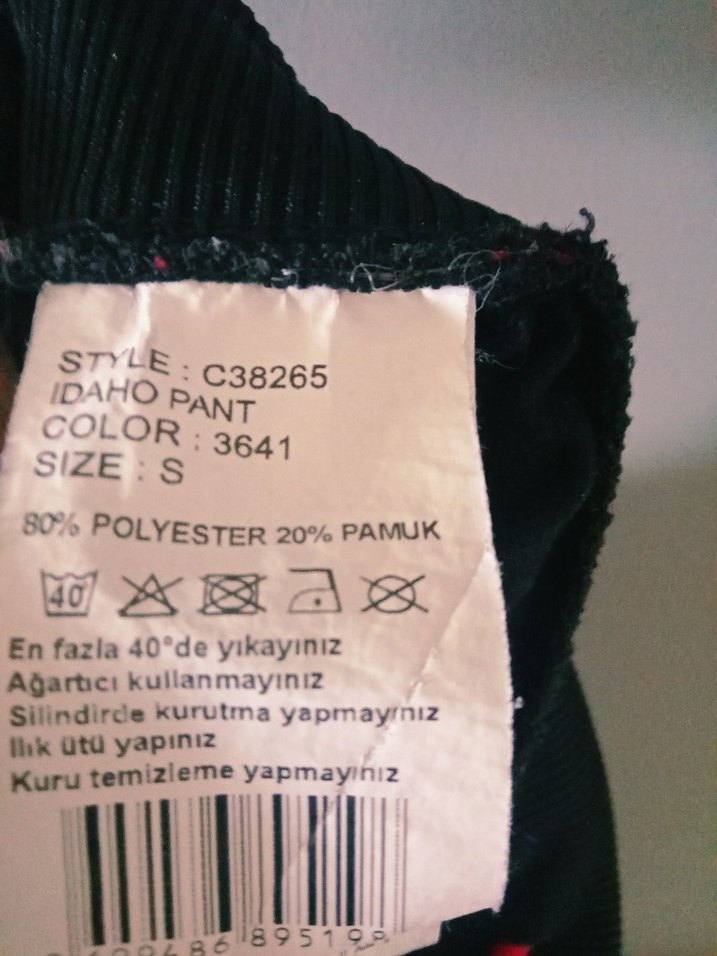 STYLE : C38265
IDAHO PANT
COLOR : 3641
SIZE : S
80% POLYESTER 20% PAMUK
40
En fazla 40°de yıkayınız
Ağartıcı kullanmayınız
Silindirde kurutma yapmayınız
Ilık ütü yapınız
Kuru temizleme yapmayınız
89519